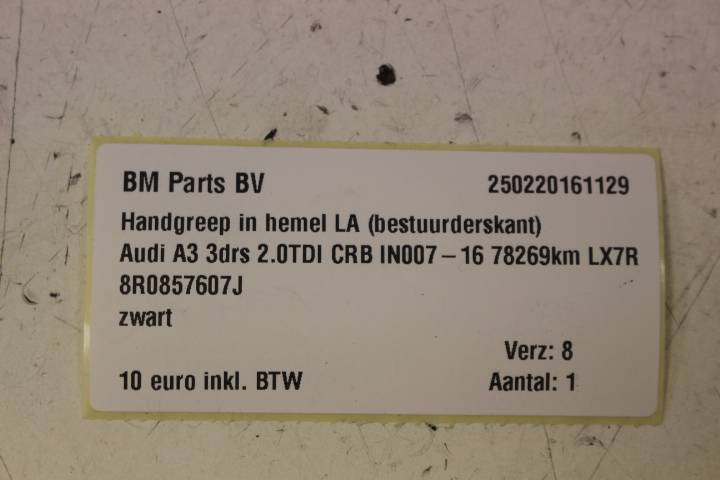 BM Parts BV 250220161129
Handgreep in hemel LA (bestuurderskant)
Audi A3 3drs 2.0TDI CRB IN007-16 78269km LX7R
8R0857607J
zwart
Verz: 8
10 euro inkl. BTW Aantal: 1